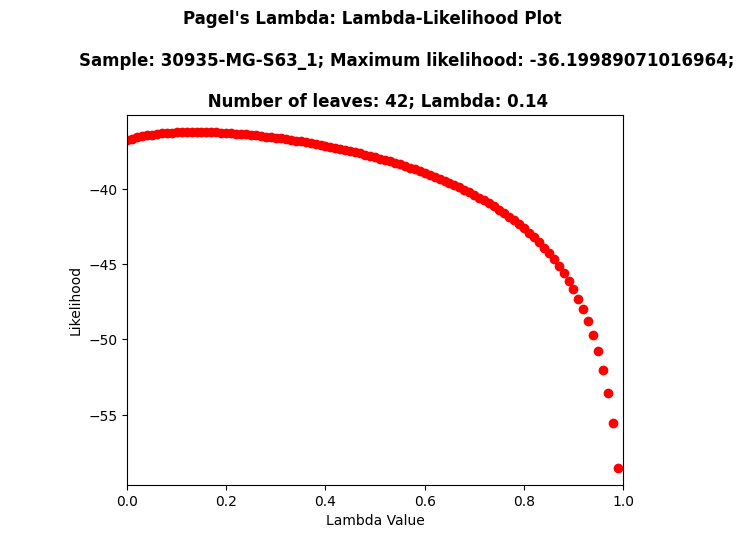 Pagel's Lambda: Lambda-Likelihood Plot
Sample: 30935-MG-S63_1; Maximum likelihood: -36.19989071016964;
Number of leaves: 42; Lambda: 0.14
−40
−45
−50
−55
Likelihood
0.0 0.2 0.4 0.6 0.8 1.0
Lambda Value